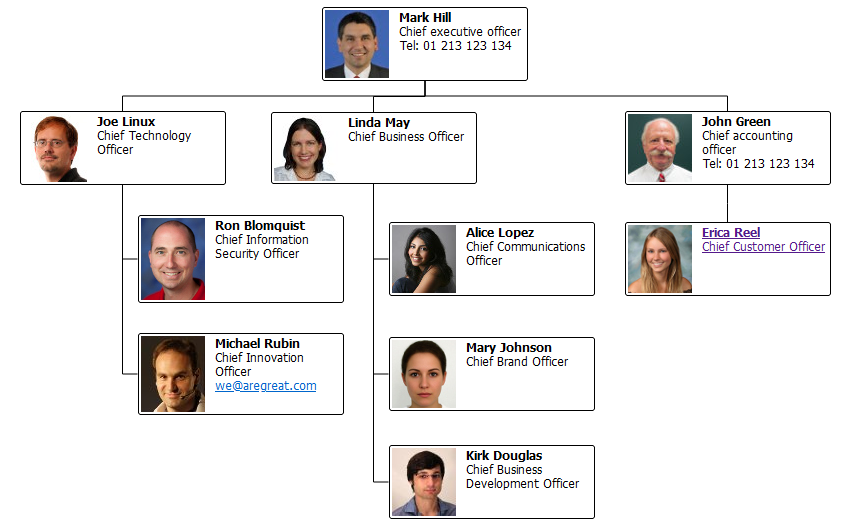 Mark Hill
Chief executive officer
Tel: 01 213 123 134
Joe Linux
Chief Technology
Officer
Linda May
Chief Business Officer
John Green
Chief accounting
officer
Tel: 01 213 123 134
Ron Blomquist
Chief Information
Security Officer
Alice Lopez
Chief Communications
Officer
Erica Reel
Chief Customer Officer
Michael Rubin
Chief Innovation
Officer
we@aregreat.com
Mary Johnson
Chief Brand Officer
Kirk Douglas
Chief Business
Development Officer